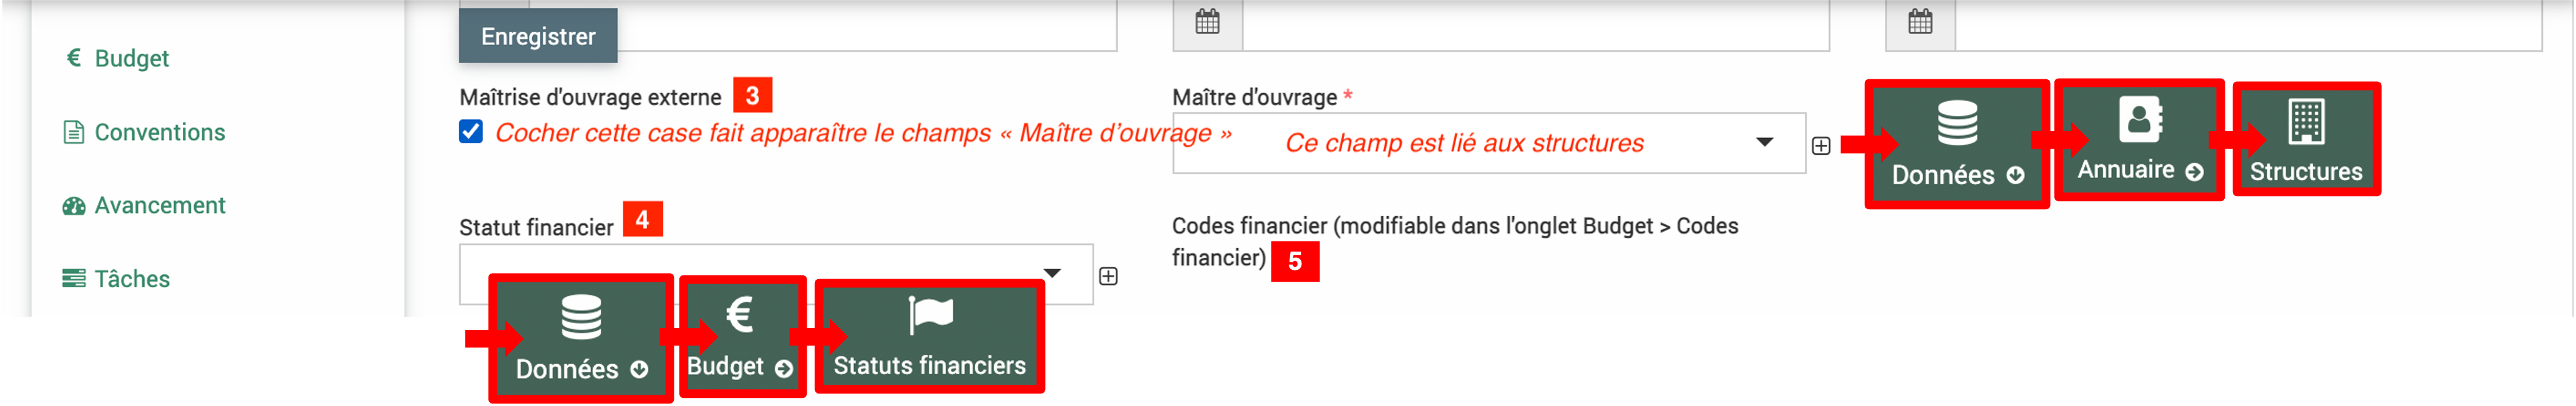 Enregistrer
€ Budget
Conventions
Avancement
Tâches
Maîtrise d'ouvrage externe 3
Cocher cette case fait apparaître le champs « Maître d’ouvrage »
Maître d'ouvrage *
Ce champ est lié aux structures
Données
Annuaire
Structures
Statut financier 4
Codes financier (modifiable dans l'onglet Budget > Codes
financier) 5
Données
€
Budget
Statuts financiers